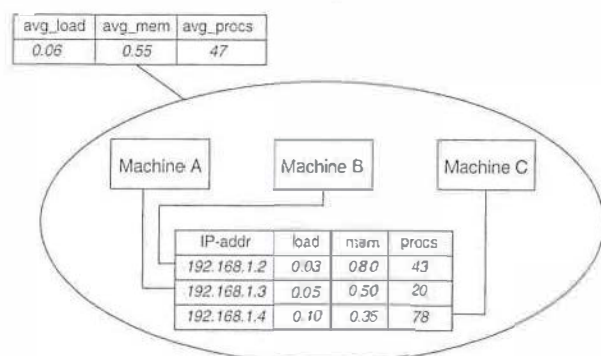 avg_load avg_mem avg_procs
0.06 0.55 47
Machine A Machine B Machine C
IP-addr load mem procs
192.168.1.2 0.03 0.80 43
192.168.1.3 0.05 0.50 20
192.168.1.4 0.10 0.35 78